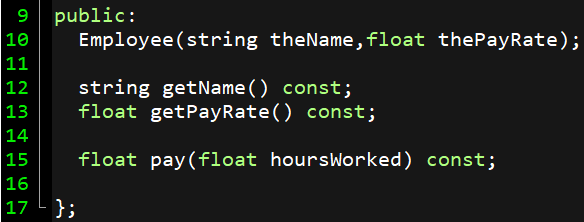 9 public:
10 Employee(string theName,float thePayRate);
11
12 string getName() const;
13 float getPayRate() const;
14
15 float pay(float hoursWorked) const;
16
17 };